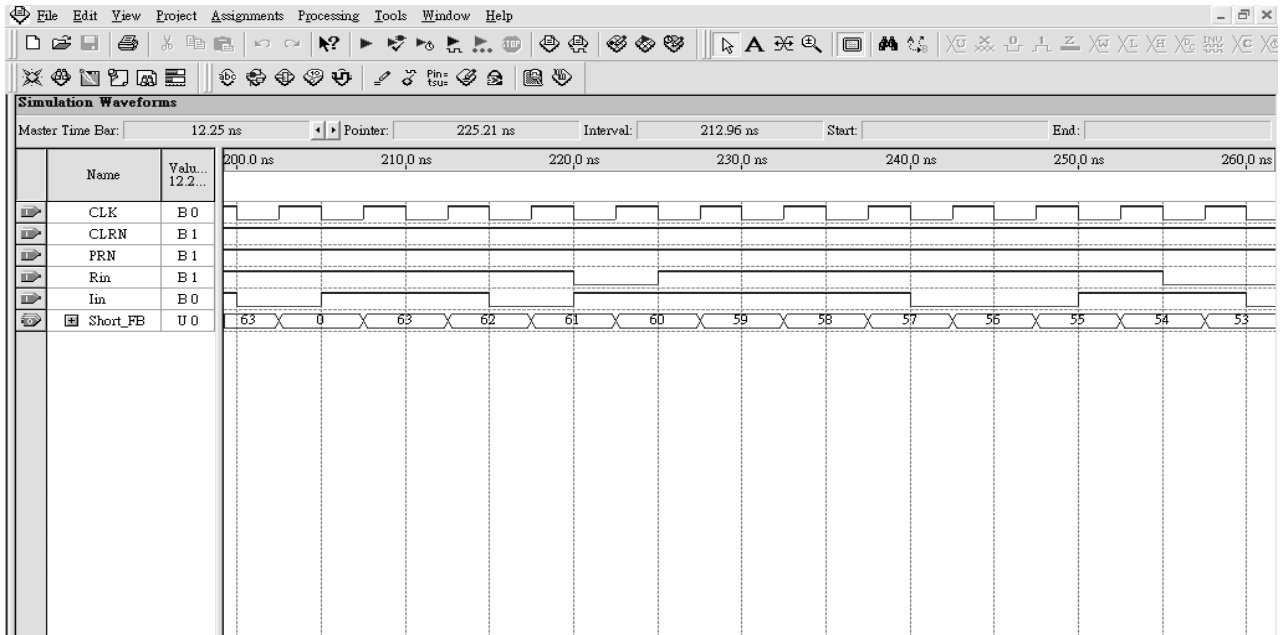 File Edit View Project Assignments Processing Tools Window Help
Simulation Waveforms
Master Time Bar: 12.25 ns Pointer: 225.21 ns Interval: 212.96 ns Start: End:
Name Valu... 12.2... 200.0 ns 210.0 ns 220.0 ns 230.0 ns 240.0 ns 250.0 ns 260.0 ns
CLK B 0
CLRN B 1
PRN B 1
Rin B 1
Iin B 0
Short_FB U 0 63 0 63 62 61 60 59 58 57 56 55 54 53